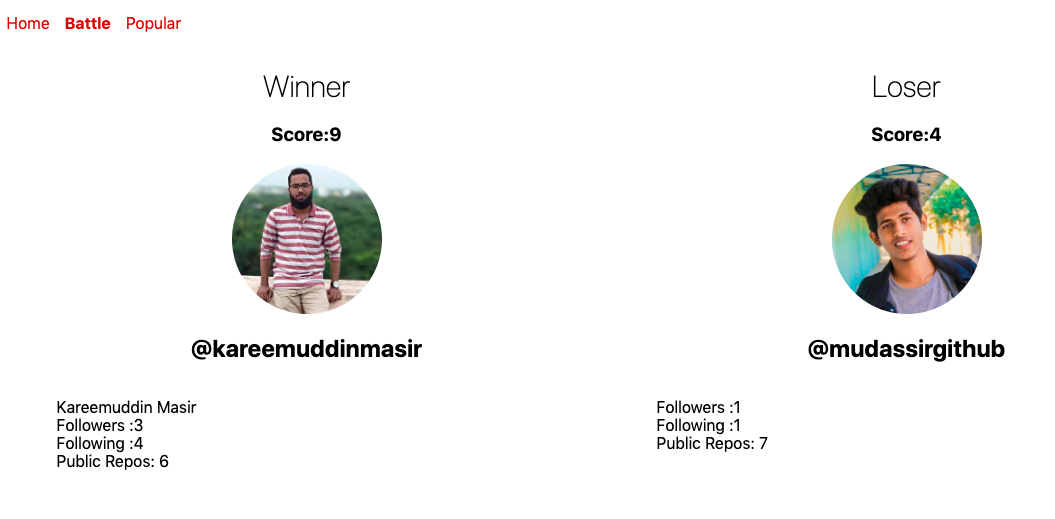 Home Battle Popular
Winner
Score:9
@kareemuddinmasir
Kareemuddin Masir
Followers :3
Following :4
Public Repos: 6
Loser
Score:4
@mudassirgithub
Followers :1
Following :1
Public Repos: 7